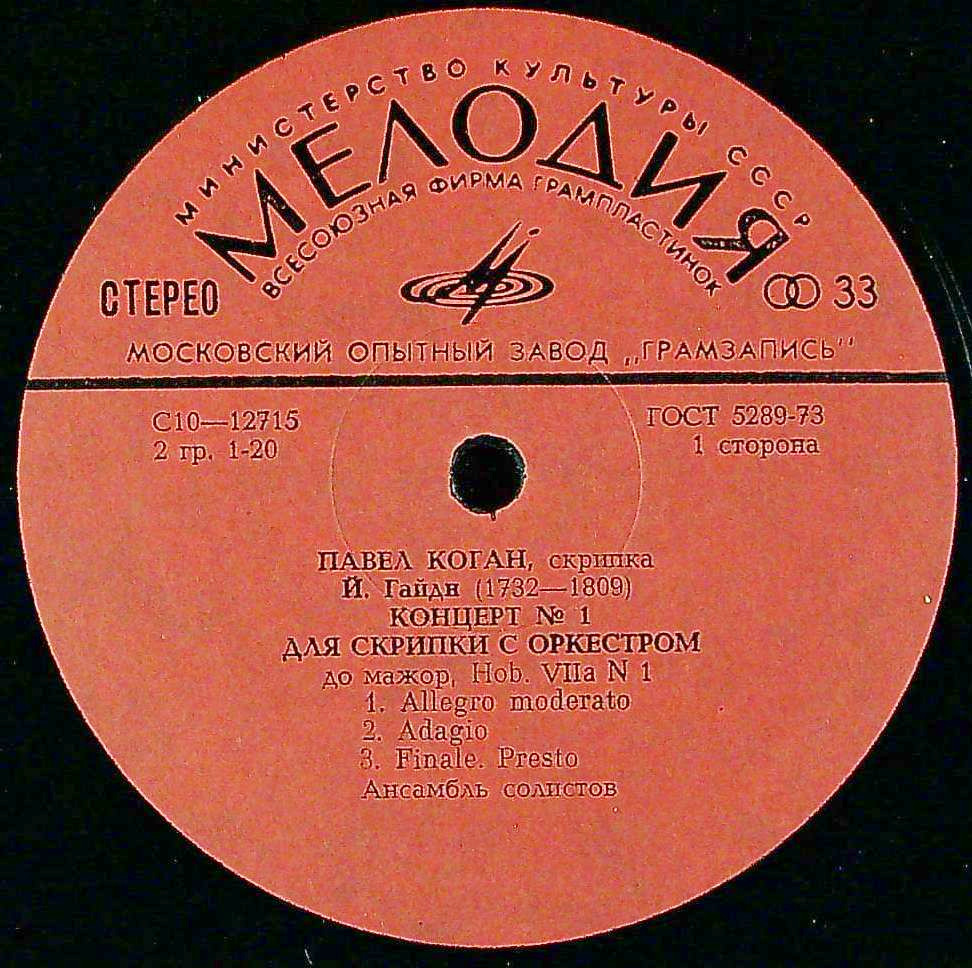 МИНИСТЕРСТВО КУЛЬТУРЫ СССР
МЕЛОДИЯ
ВСЕСОЮЗНАЯ ФИРМА ГРАМПЛАСТИНОК
СТЕРЕО
33
МОСКОВСКИЙ ОПЫТНЫЙ ЗАВОД „ГРАМЗАПИСЬ"
С10—12715
2 гр. 1-20
ГОСТ 5289-73
1 сторона
ПАВЕЛ КОГАН, скрипка
Й. Гайдн (1732—1809)
КОНЦЕРТ № 1
ДЛЯ СКРИПКИ С ОРКЕСТРОМ
до мажор, Hob. VIIa N 1
1. Allegro moderato
2. Adagio
3. Finale. Presto
Ансамбль солистов